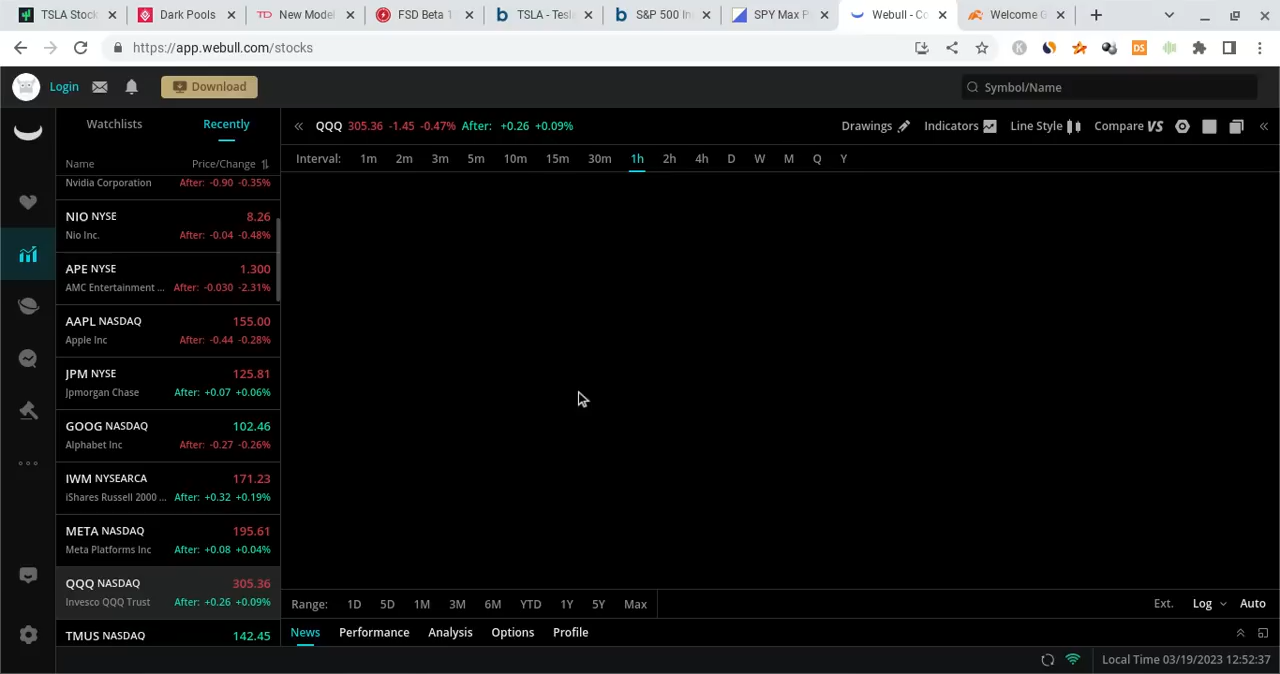 TSLA Stock
Dark Pools
New Model
FSD Beta 1
TSLA - Tesla
S&P 500 In
SPY Max P
Webull - Co
Welcome G
https://app.webull.com/stocks
Login
Download
Symbol/Name
Watchlists
Recently
Name
Price/Change
Nvidia Corporation
After: -0.90 -0.35%
NIO NYSE
8.26
Nio Inc.
After: -0.04 -0.48%
APE NYSE
1.300
AMC Entertainment ...
After: -0.030 -2.31%
AAPL NASDAQ
155.00
Apple Inc
After: -0.44 -0.28%
JPM NYSE
125.81
Jpmorgan Chase
After: +0.07 +0.06%
GOOG NASDAQ
102.46
Alphabet Inc
After: -0.27 -0.26%
IWM NYSEARCA
171.23
iShares Russell 2000 ...
After: +0.32 +0.19%
META NASDAQ
195.61
Meta Platforms Inc
After: +0.08 +0.04%
QQQ NASDAQ
305.36
Invesco QQQ Trust
After: +0.26 +0.09%
TMUS NASDAQ
142.45
QQQ 305.36 -1.45 -0.47% After: +0.26 +0.09%
Drawings
Indicators
Line Style
Compare VS
Interval: 1m 2m 3m 5m 10m 15m 30m 1h 2h 4h D W M Q Y
Range: 1D 5D 1M 3M 6M YTD 1Y 5Y Max
Ext. Log Auto
News Performance Analysis Options Profile
Local Time 03/19/2023 12:52:37